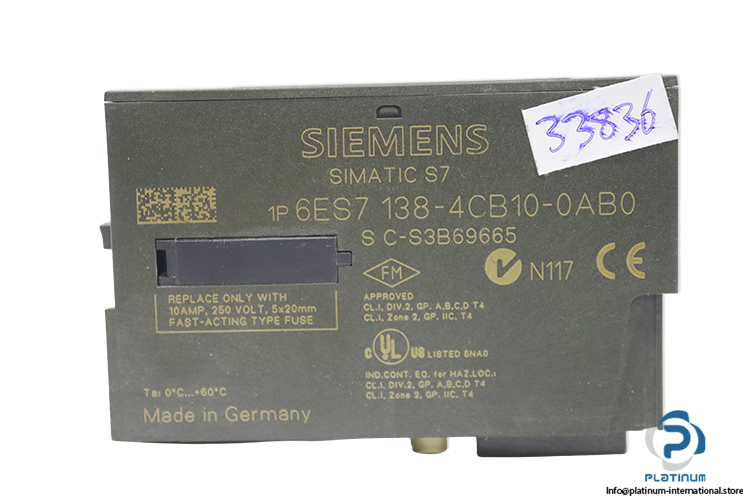 33836
SIEMENS
SIMATIC S7
1P 6ES7 138-4CB10-0AB0
S C-S3B69665
FM
N117 CE
REPLACE ONLY WITH
10AMP, 250 VOLT, 5x20mm
FAST-ACTING TYPE FUSE
APPROVED
CL.I, DIV.2, GP. A,B,C,D T4
CL.I, Zone 2, GP. IIC, T4
c UL US LISTED 5NA0
IND.CONT. EQ. for HAZ.LOC.:
CL.I, DIV.2, GP. A,B,C,D T4
CL.I, Zone 2, GP. IIC, T4
Ta: 0°C...+60°C
Made in Germany
PLATINUM
Info@platinum-international.store